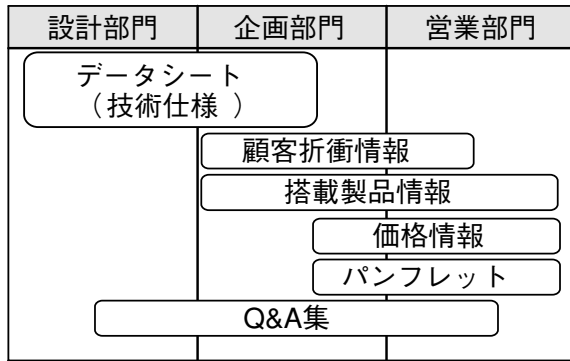 設計部門 企画部門 営業部門
データシート
（技術仕様 ）
顧客折衝情報
搭載製品情報
価格情報
パンフレット
Q&A集